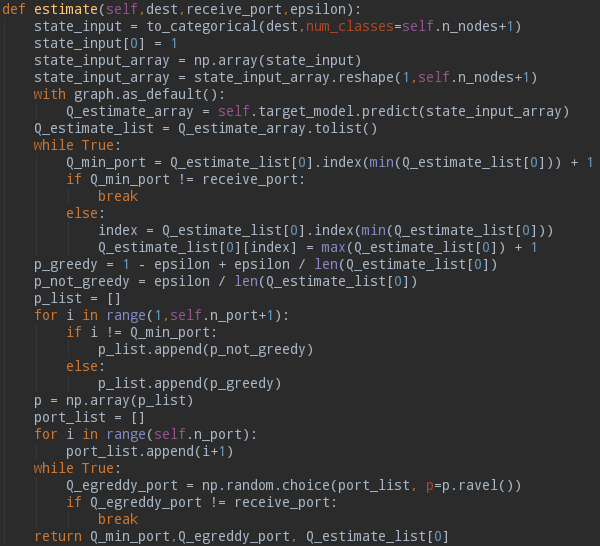 def estimate(self,dest,receive_port,epsilon):
    state_input = to_categorical(dest,num_classes=self.n_nodes+1)
    state_input[0] = 1
    state_input_array = np.array(state_input)
    state_input_array = state_input_array.reshape(1,self.n_nodes+1)
    with graph.as_default():
        Q_estimate_array = self.target_model.predict(state_input_array)
    Q_estimate_list = Q_estimate_array.tolist()
    while True:
        Q_min_port = Q_estimate_list[0].index(min(Q_estimate_list[0])) + 1
        if Q_min_port != receive_port:
            break
        else:
            index = Q_estimate_list[0].index(min(Q_estimate_list[0]))
            Q_estimate_list[0][index] = max(Q_estimate_list[0]) + 1
    p_greedy = 1 - epsilon + epsilon / len(Q_estimate_list[0])
    p_not_greedy = epsilon / len(Q_estimate_list[0])
    p_list = []
    for i in range(1,self.n_port+1):
        if i != Q_min_port:
            p_list.append(p_not_greedy)
        else:
            p_list.append(p_greedy)
    p = np.array(p_list)
    port_list = []
    for i in range(self.n_port):
        port_list.append(i+1)
    while True:
        Q_egreddy_port = np.random.choice(port_list, p=p.ravel())
        if Q_egreddy_port != receive_port:
            break
    return Q_min_port,Q_egreddy_port, Q_estimate_list[0]